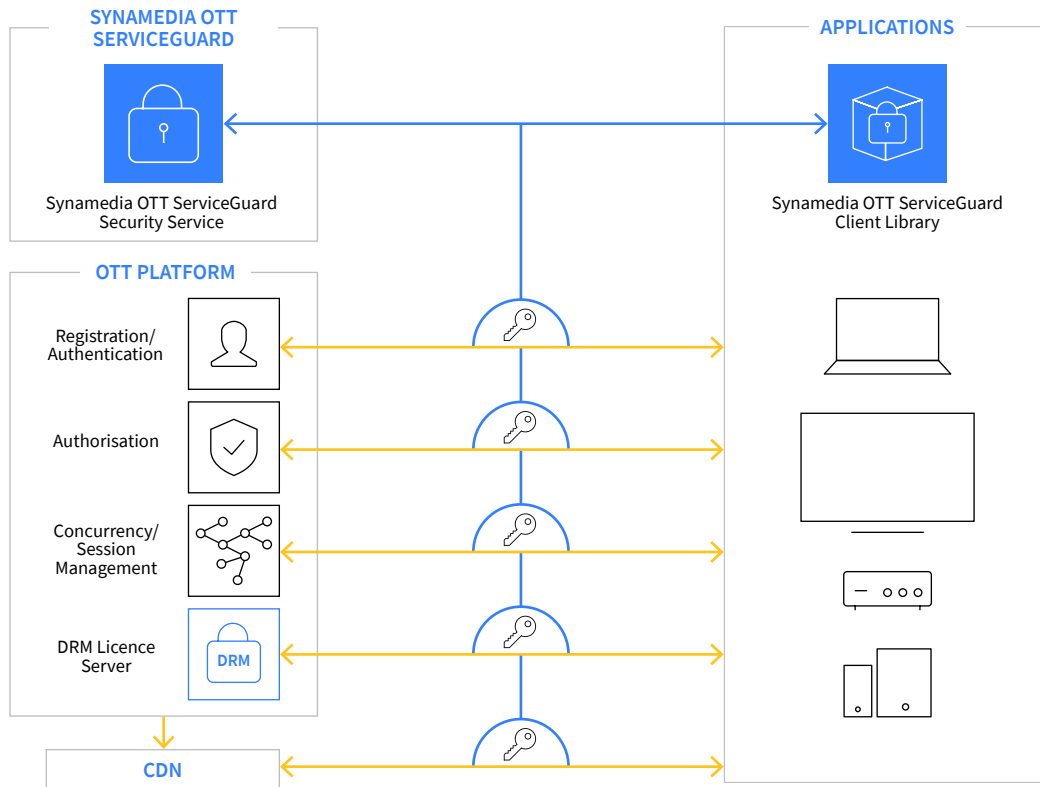 SYNAMEDIA OTT
SERVICEGUARD
Synamedia OTT ServiceGuard
Security Service
APPLICATIONS
Synamedia OTT ServiceGuard
Client Library
OTT PLATFORM
Registration/
Authentication
Authorisation
Concurrency/
Session
Management
DRM Licence
Server
DRM
CDN